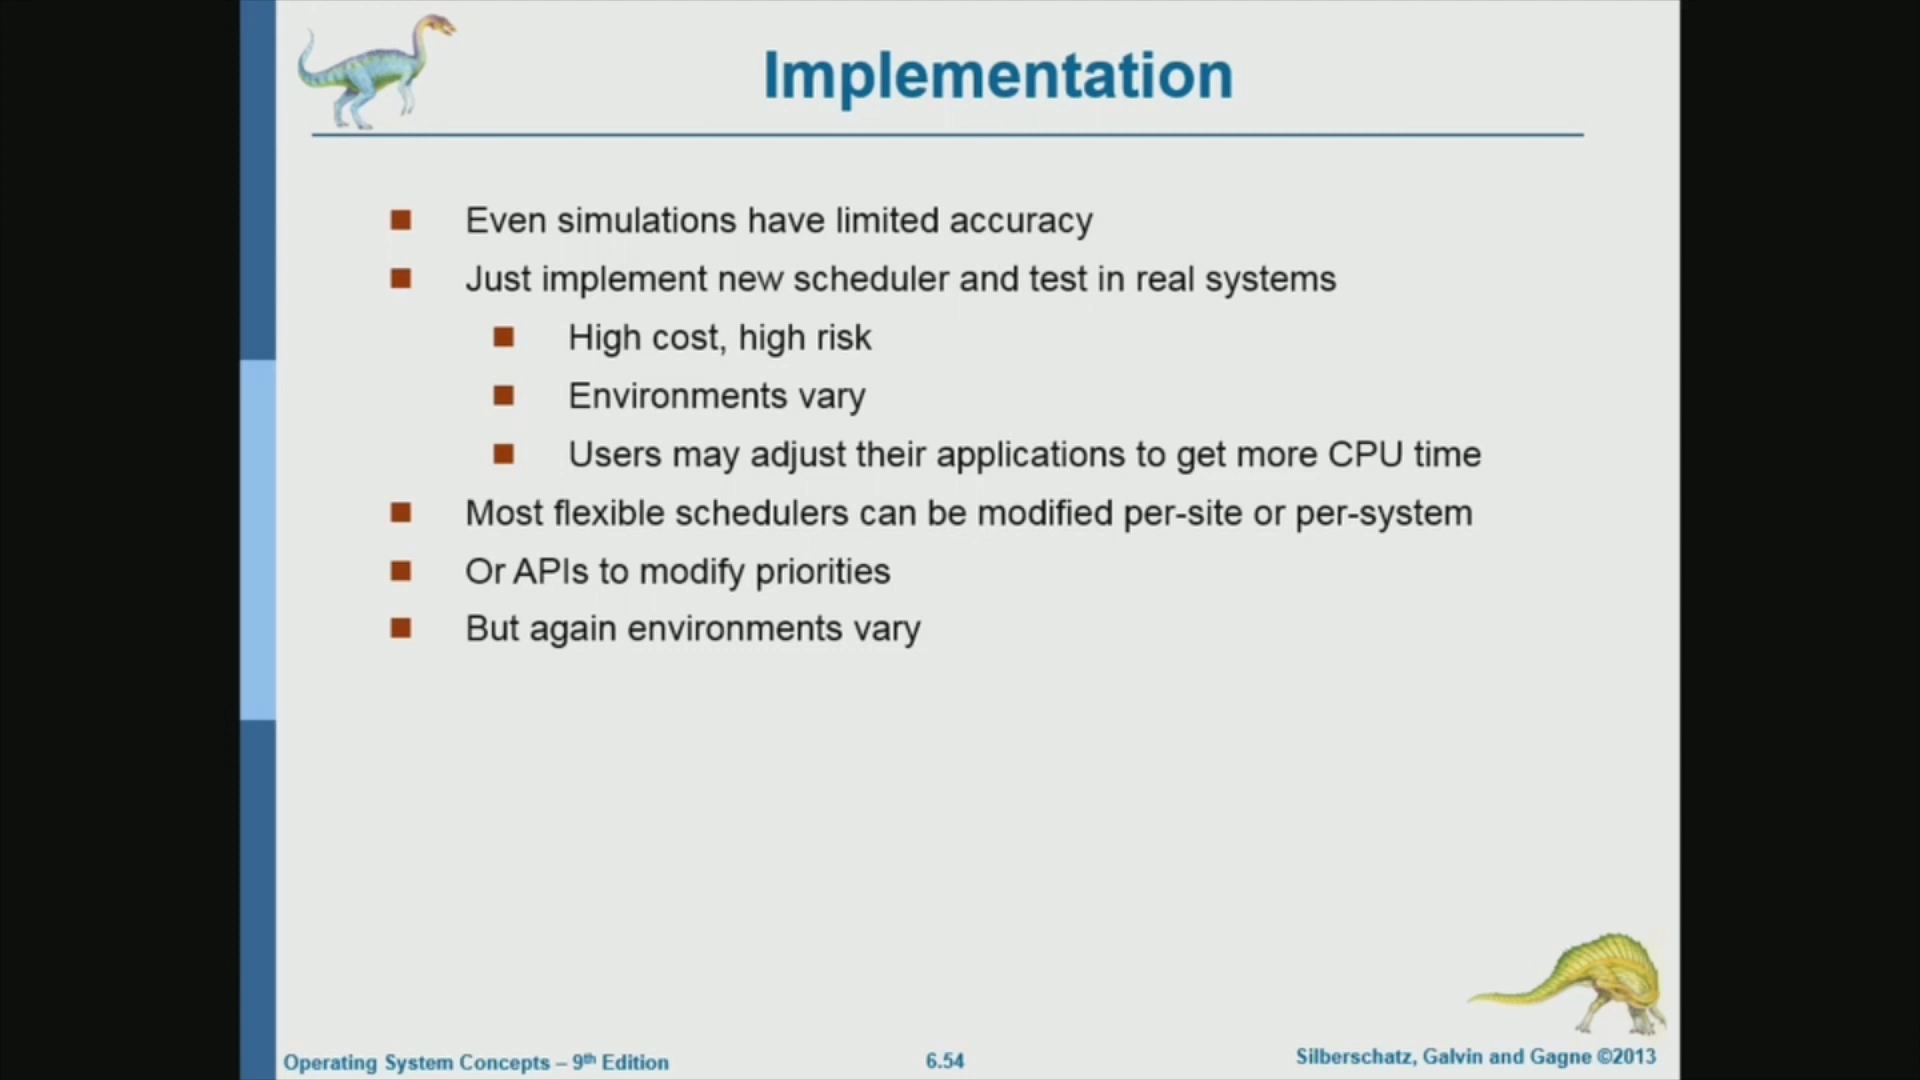 Implementation
Even simulations have limited accuracy
Just implement new scheduler and test in real systems
High cost, high risk
Environments vary
Users may adjust their applications to get more CPU time
Most flexible schedulers can be modified per-site or per-system
Or APIs to modify priorities
But again environments vary
Operating System Concepts – 9th Edition
6.54
Silberschatz, Galvin and Gagne ©2013